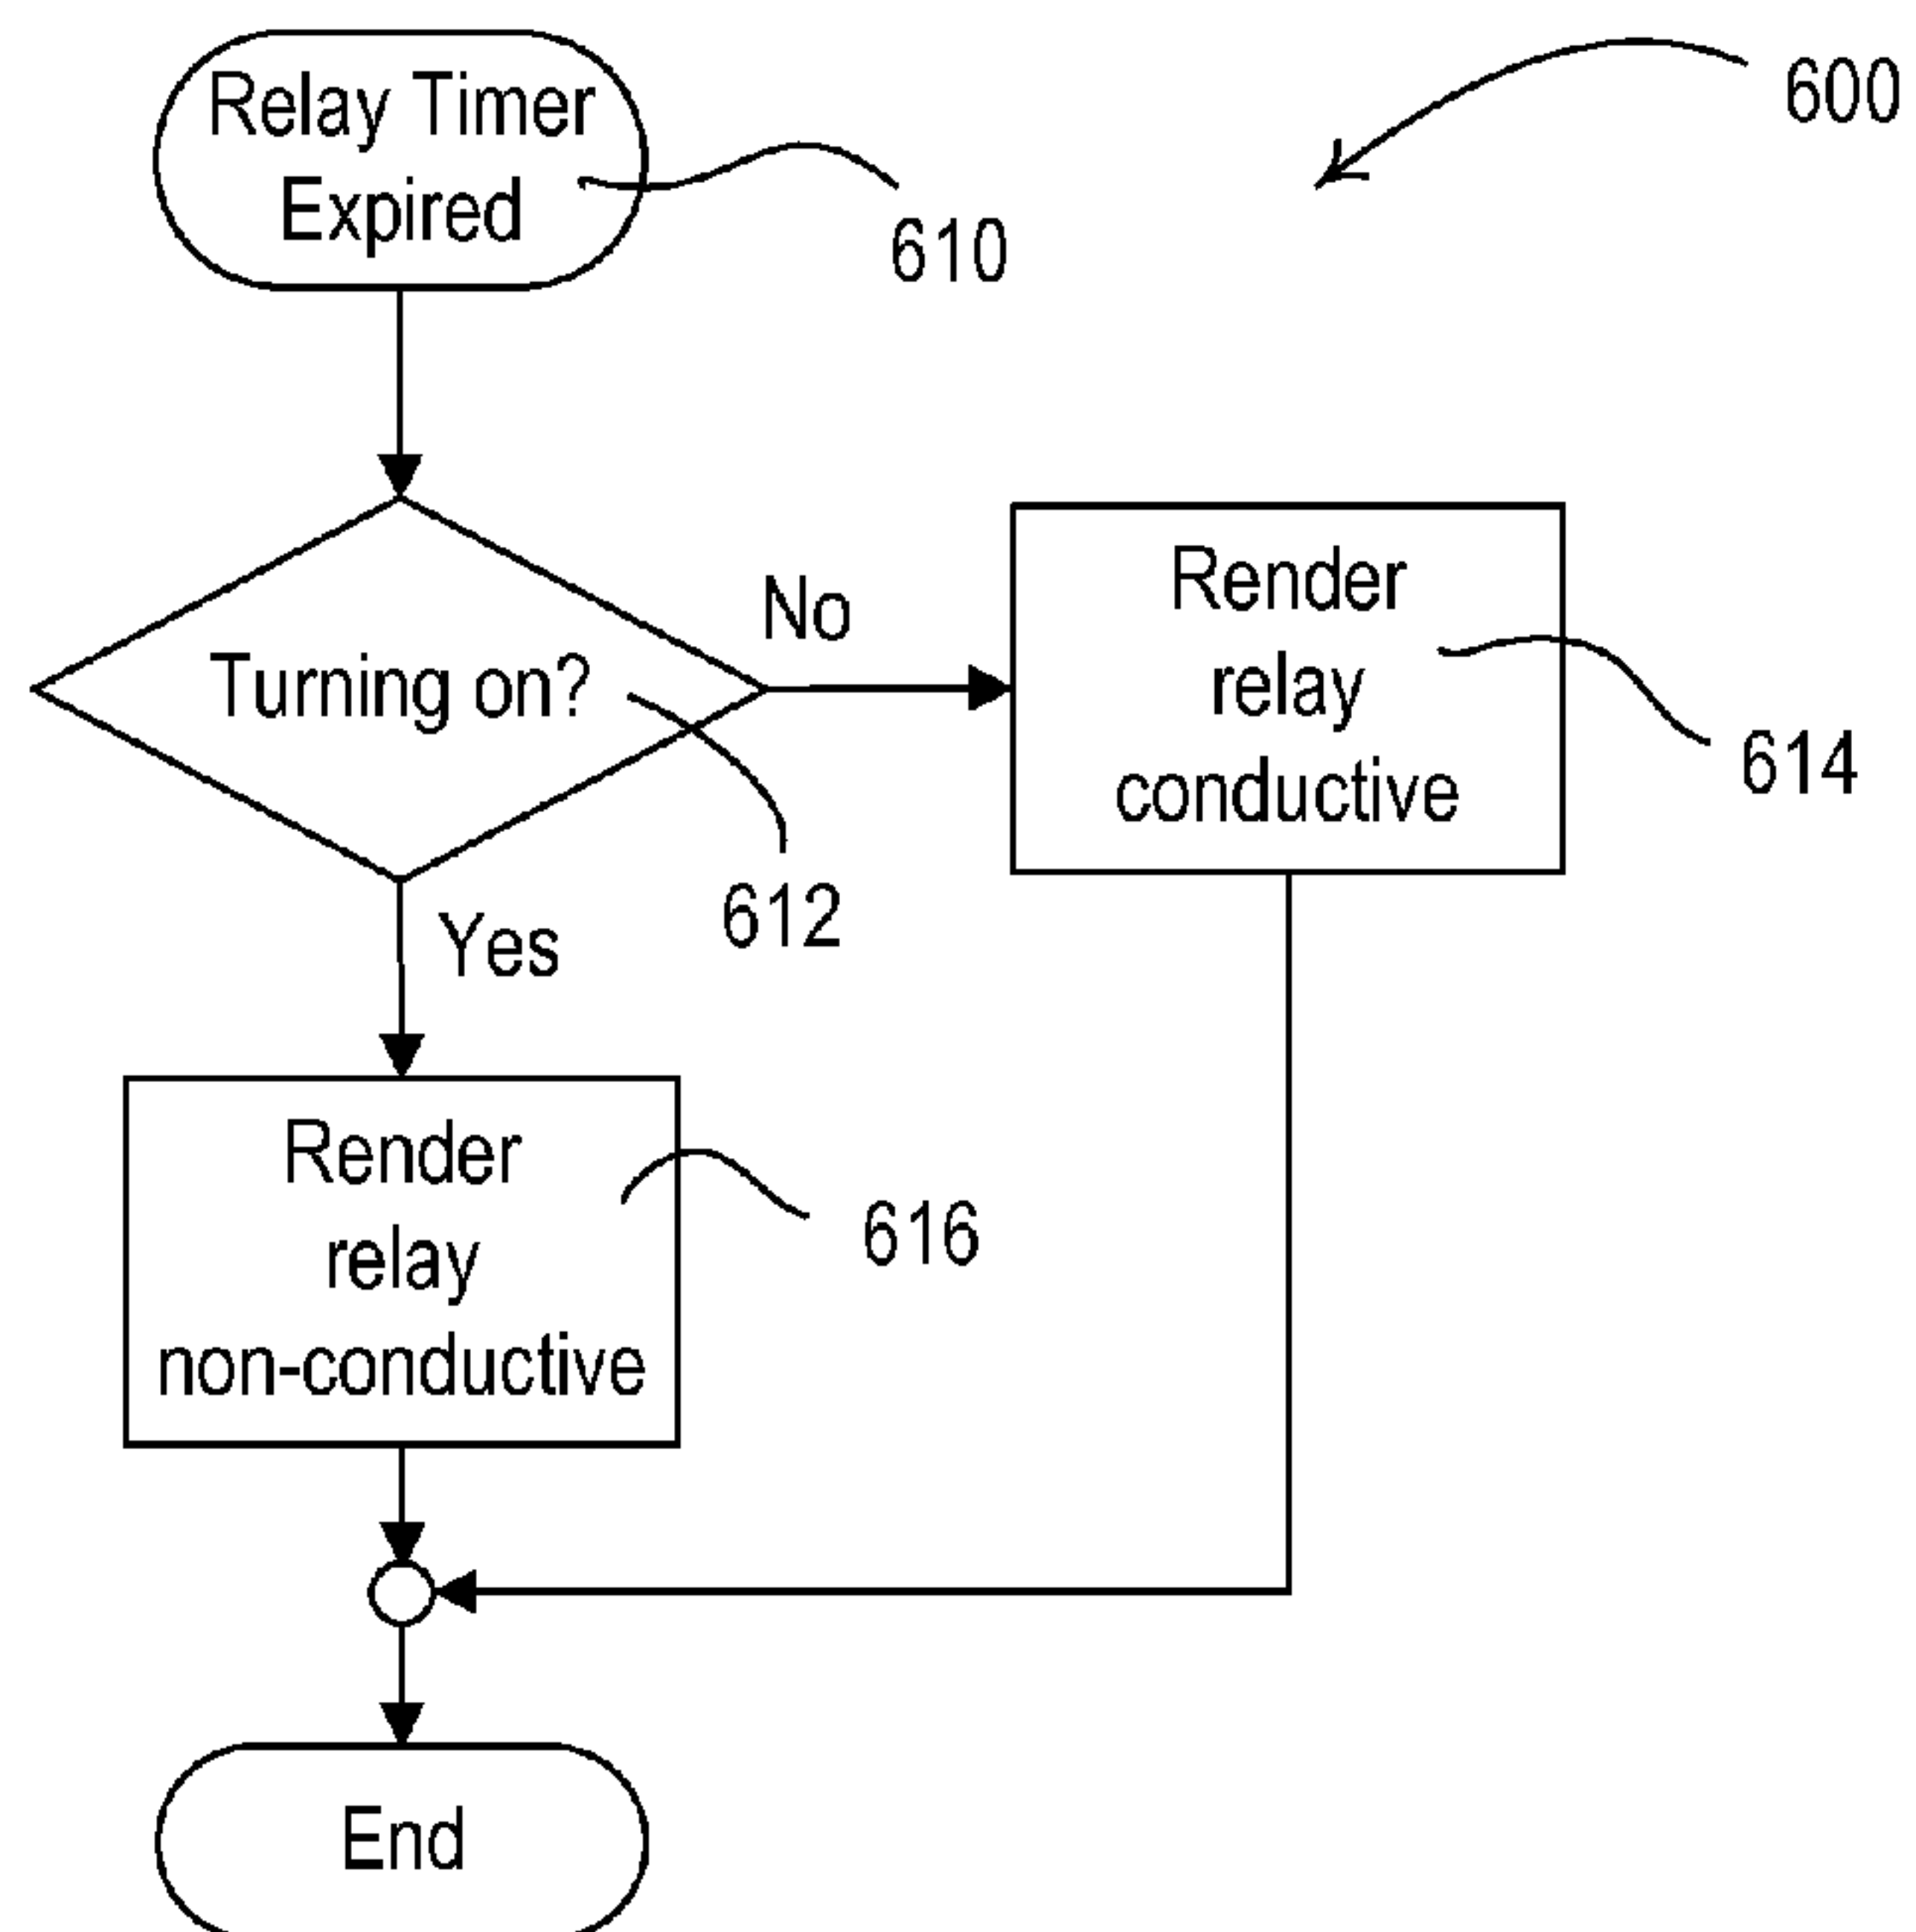 Relay Timer
Expired
600
610
Turning on?
No
Render
relay
conductive
614
612
Yes
Render
relay
non-conductive
616
End